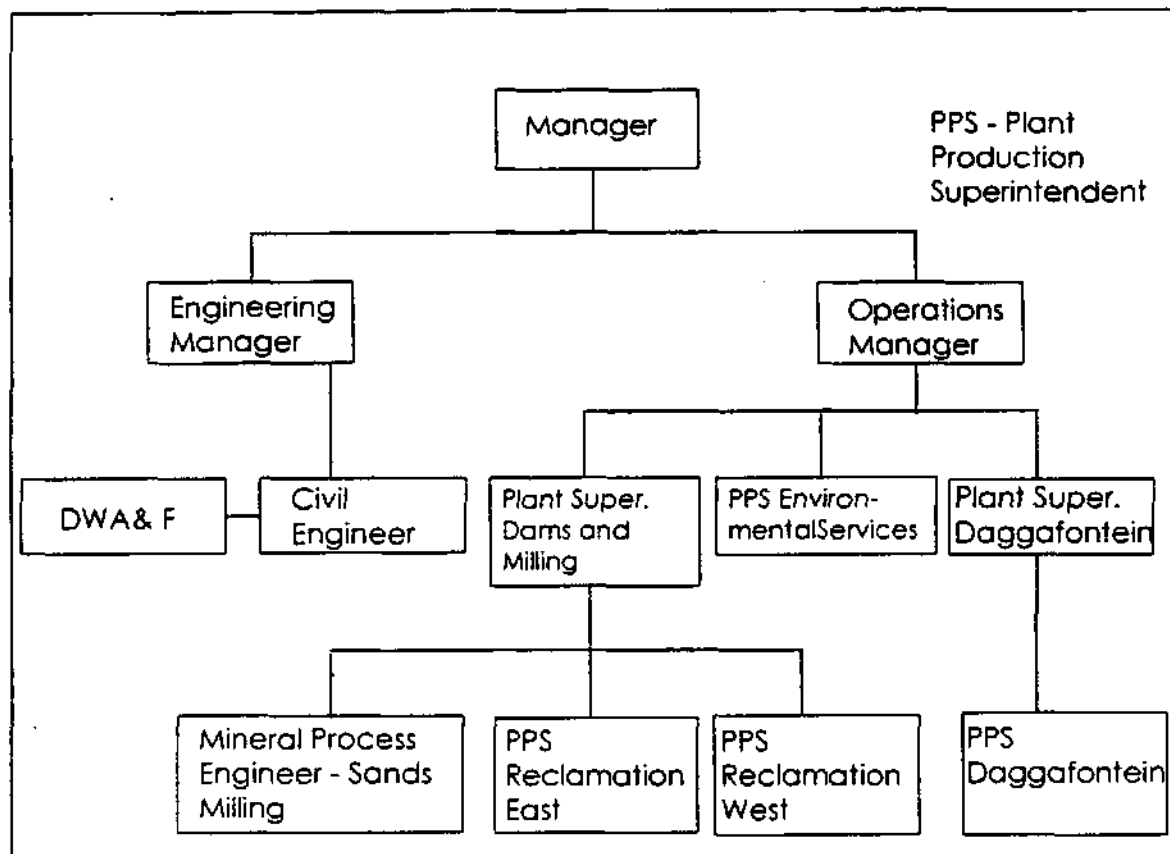 Manager
PPS - Plant
Production
Superintendent
Engineering
Manager
Operations
Manager
DWA& F
Civil
Engineer
Plant Super.
Dams and
Milling
PPS Environ-
mentalServices
Plant Super.
Daggafontein
Mineral Process
Engineer - Sands
Milling
PPS
Reclamation
East
PPS
Reclamation
West
PPS
Daggafontein